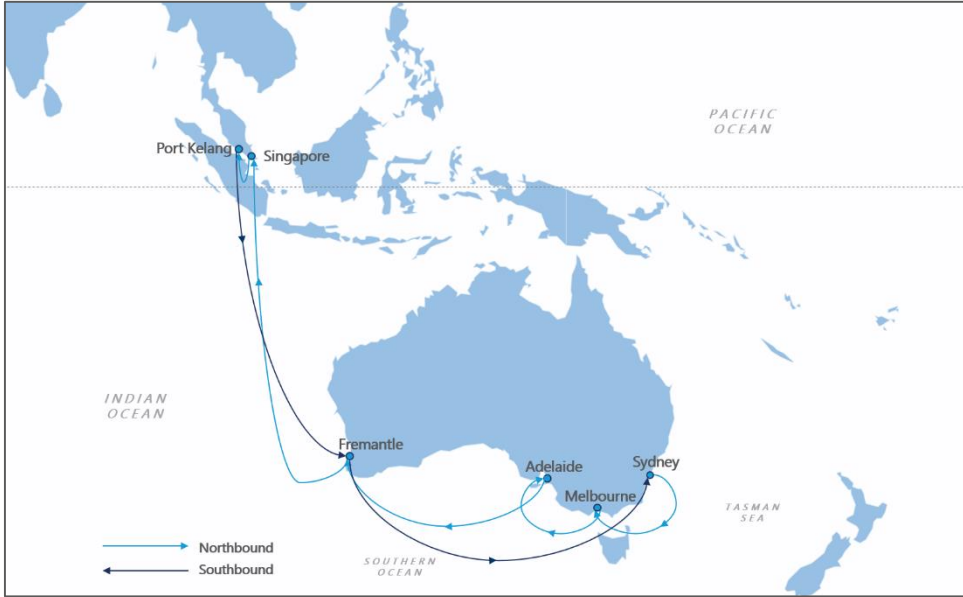 PACIFIC
OCEAN
Port Kelang
Singapore
INDIAN
OCEAN
Fremantle
Adelaide
Sydney
Melbourne
TASMAN
SEA
Northbound
Southbound
SOUTHERN
OCEAN